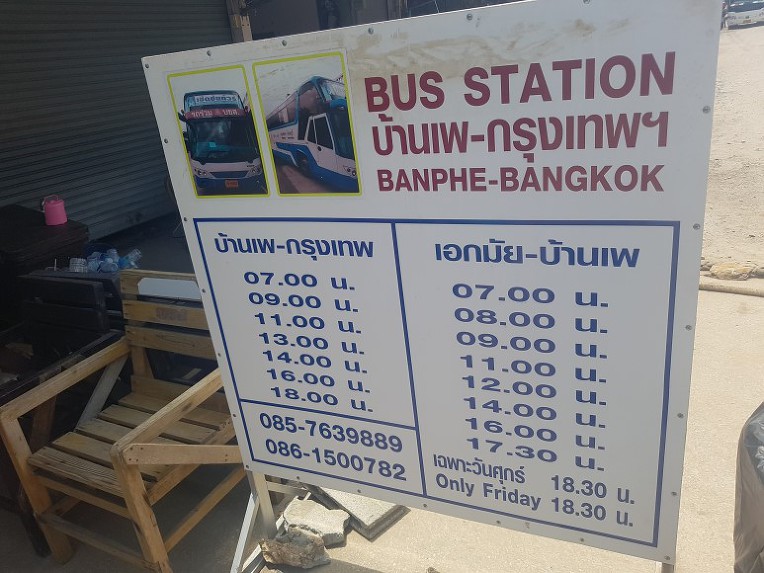 BUS STATION
บ้านเพ-กรุงเทพฯ
BANPHE-BANGKOK
บ้านเพ-กรุงเทพ
07.00 น.
09.00 น.
11.00 น.
13.00 น.
14.00 น.
16.00 น.
18.00 น.
085-7639889
086-1500782
เอกมัย-บ้านเพ
07.00 น.
08.00 น.
09.00 น.
11.00 น.
12.00 น.
14.00 น.
16.00 น.
17.30 น.
เฉพาะวันศุกร์ 18.30 น.
Only Friday 18.30 น.